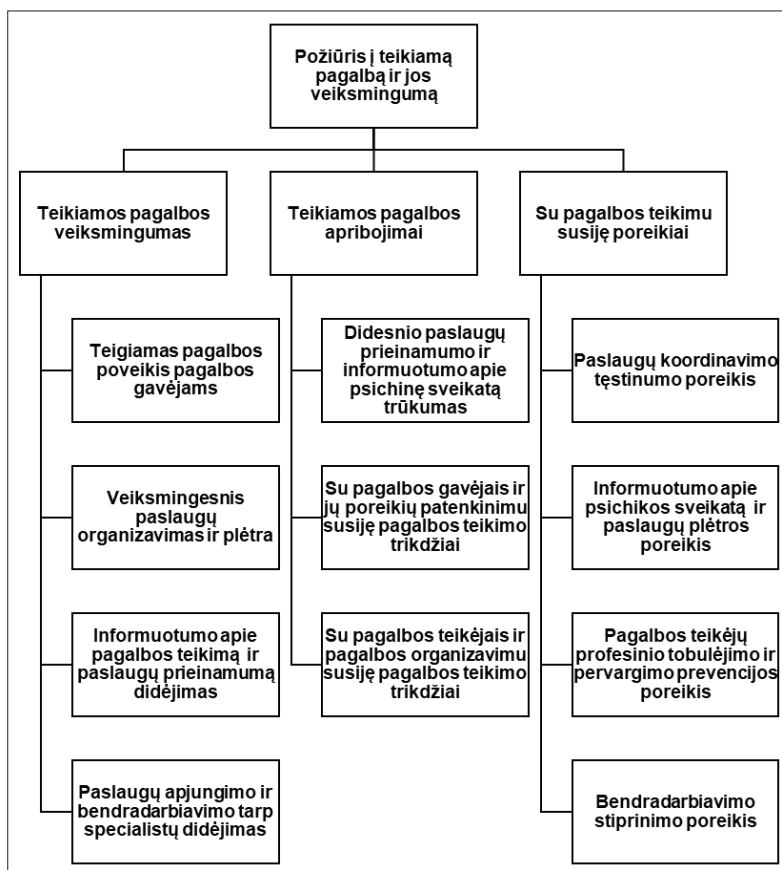 Požiūris į teikiamą
pagalbą ir jos
veiksmingumą
Teikiamos pagalbos
veiksmingumas
Teigiamas pagalbos
poveikis pagalbos
gavėjams
Veiksmingesnis
paslaugų
organizavimas ir plėtra
Informuotumo apie
pagalbos teikimą ir
paslaugų prieinamumą
didėjimas
Paslaugų apjungimo ir
bendradarbiavimo tarp
specialistų didėjimas
Teikiamos pagalbos
apribojimai
Didesnio paslaugų
prieinamumo ir
informuotumo apie
psichinę sveikatą
trūkumas
Su pagalbos gavėjais ir
jų poreikių patenkinimu
susiję pagalbos teikimo
trikdžiai
Su pagalbos teikėjais ir
pagalbos organizavimu
susiję pagalbos teikimo
trikdžiai
Su pagalbos teikimu
susiję poreikiai
Paslaugų koordinavimo
tęstinumo poreikis
Informuotumo apie
psichikos sveikatą ir
paslaugų plėtros
poreikis
Pagalbos teikėjų
profesinio tobulėjimo ir
pervargimo prevencijos
poreikis
Bendradarbiavimo
stiprinimo poreikis